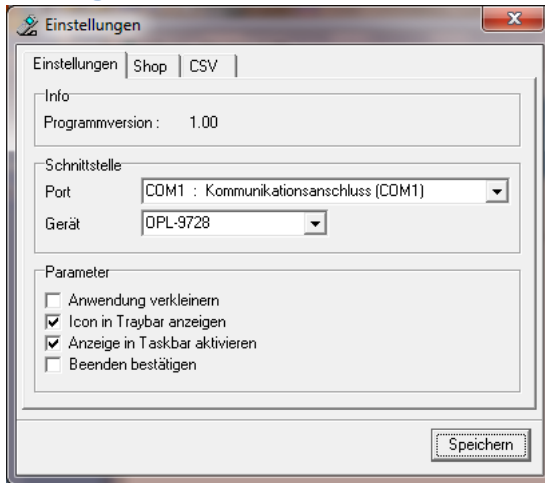 Einstellungen
Einstellungen Shop CSV
Info
Programmversion : 1.00
Schnittstelle
Port COM1 : Kommunikationsanschluss (COM1)
Gerät OPL-9728
Parameter
Anwendung verkleinern
Icon in Traybar anzeigen
Anzeige in Taskbar aktivieren
Beenden bestätigen
Speichern